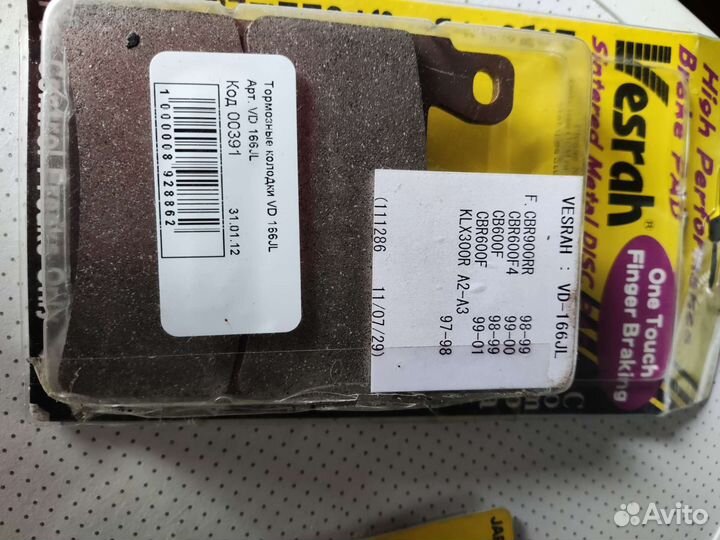 Тормозные колодки VD 166JL
Арт. VD 166JL
Код 00391
31.01.12
1 000008 928862
VESRAH : VD-166JL
F. CBR900RR 98-99
CBR600F4 99-00
CB600F 98-99
CBR600F 99-01
KLX300R A2-A3 97-98
(111286 11/07/29)
High Performance
Brake PAD
Vesrah®
Sintered Metal
One Touch
Finger Braking
Avito